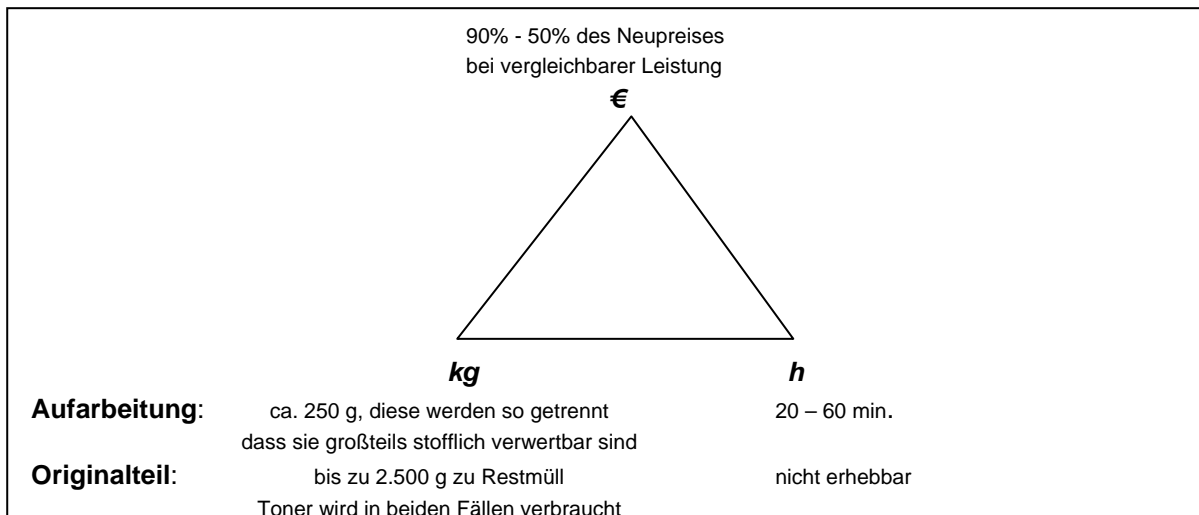 90% - 50% des Neupreises
bei vergleichbarer Leistung
€
kg h
Aufarbeitung: ca. 250 g, diese werden so getrennt 20 – 60 min.
dass sie großteils stofflich verwertbar sind
Originalteil: bis zu 2.500 g zu Restmüll nicht erhebbar
Toner wird in beiden Fällen verbraucht